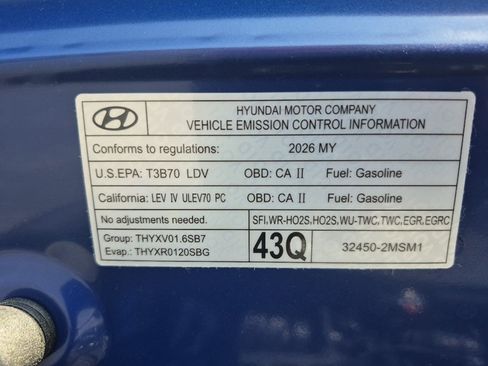 HYUNDAI MOTOR COMPANY
VEHICLE EMISSION CONTROL INFORMATION
Conforms to regulations: 2026 MY
U.S.EPA: T3B70 LDV OBD: CA II Fuel: Gasoline
California: LEV IV ULEV70 PC OBD: CA II Fuel: Gasoline
No adjustments needed. SFI,WR-HO2S,HO2S,WU-TWC,TWC,EGR,EGRC
Group: THYXV01.6SB7
Evap.: THYXR0120SBG
43Q
32450-2MSM1